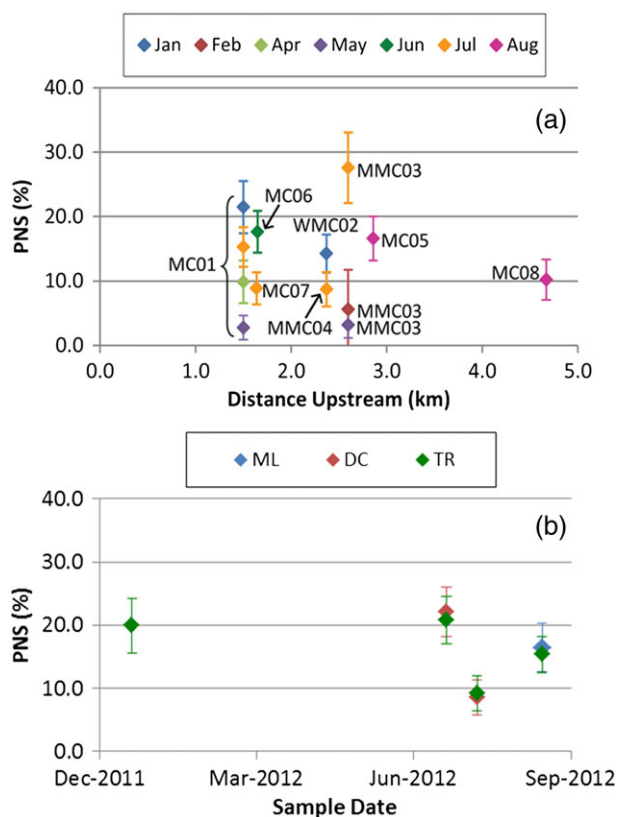 Jan Feb Apr May Jun Jul Aug
(a)
40.0
30.0
20.0
10.0
0.0
PNS (%)
MC01
MC06
MC07
WMC02
MMC04
MMC03
MMC03
MMC03
MC05
MC08
0.0 1.0 2.0 3.0 4.0 5.0
Distance Upstream (km)
ML DC TR
(b)
40.0
30.0
20.0
10.0
0.0
PNS (%)
Dec-2011 Mar-2012 Jun-2012 Sep-2012
Sample Date